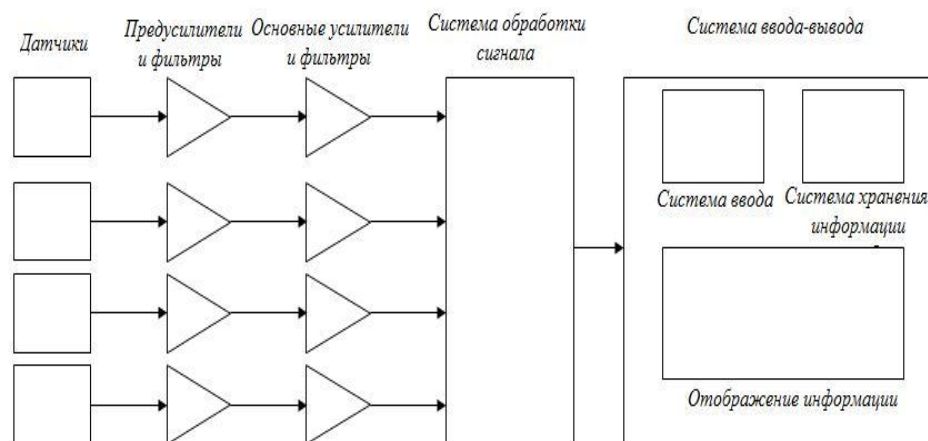 Датчики
Предусилители
и фильтры
Основные усилители
и фильтры
Система обработки
сигнала
Система ввода-вывода
Система ввода
Система хранения
информации
Отображение информации